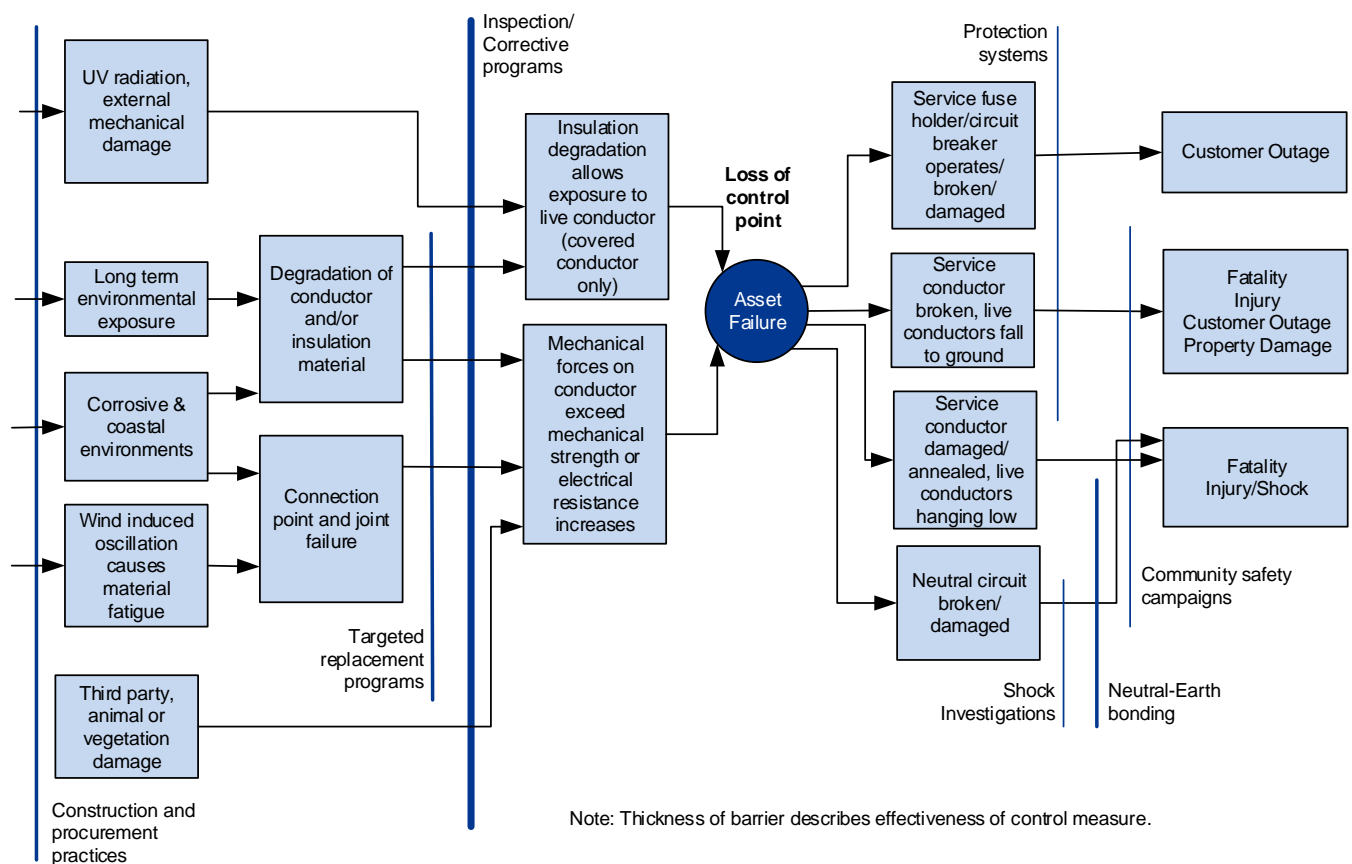 Inspection/
Corrective
programs
Protection
systems
UV radiation,
external
mechanical
damage
Insulation
degradation
allows
exposure to
live conductor
(covered
conductor
only)
Loss of
control
point
Service fuse
holder/circuit
breaker
operates/
broken/
damaged
Customer Outage
Long term
environmental
exposure
Degradation of
conductor
and/or
insulation
material
Asset
Failure
Service
conductor
broken, live
conductors fall
to ground
Fatality
Injury
Customer Outage
Property Damage
Corrosive &
coastal
environments
Mechanical
forces on
conductor
exceed
mechanical
strength or
electrical
resistance
increases
Service
conductor
damaged/
annealed, live
conductors
hanging low
Fatality
Injury/Shock
Connection
point and joint
failure
Wind induced
oscillation
causes
material
fatigue
Neutral circuit
broken/
damaged
Community safety
campaigns
Targeted
replacement
programs
Third party,
animal or
vegetation
damage
Shock
Investigations
Neutral-Earth
bonding
Construction and
procurement
practices
Note: Thickness of barrier describes effectiveness of control measure.